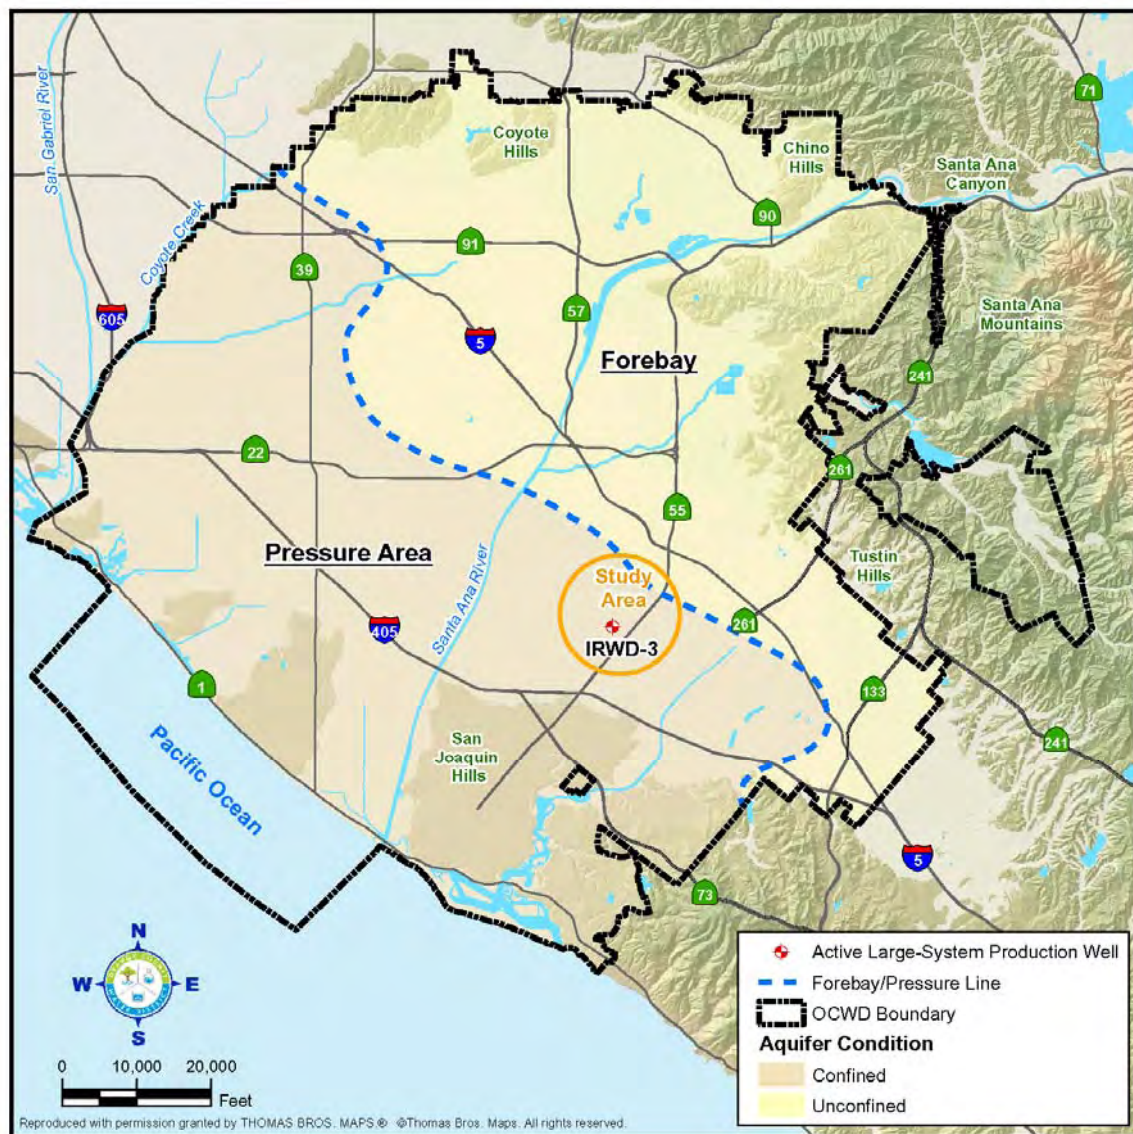 71
San Gabriel River
Coyote
Hills
Chino
Hills
Santa Ana
Canyon
Coyote Creek
90
91
39
605
57
5
Santa Ana
Mountains
Forebay
241
22
261
55
Pressure Area
Tustin
Hills
Santa Ana River
Study
Area
IRWD-3
261
405
1
133
241
San
Joaquin
Hills
Pacific Ocean
5
73
N
W
E
S
0
10,000
20,000
Feet
Active Large-System Production Well
Forebay/Pressure Line
OCWD Boundary
Aquifer Condition
Confined
Unconfined
Reproduced with permission granted by THOMAS BROS. MAPS ® ©Thomas Bros. Maps. All rights reserved.